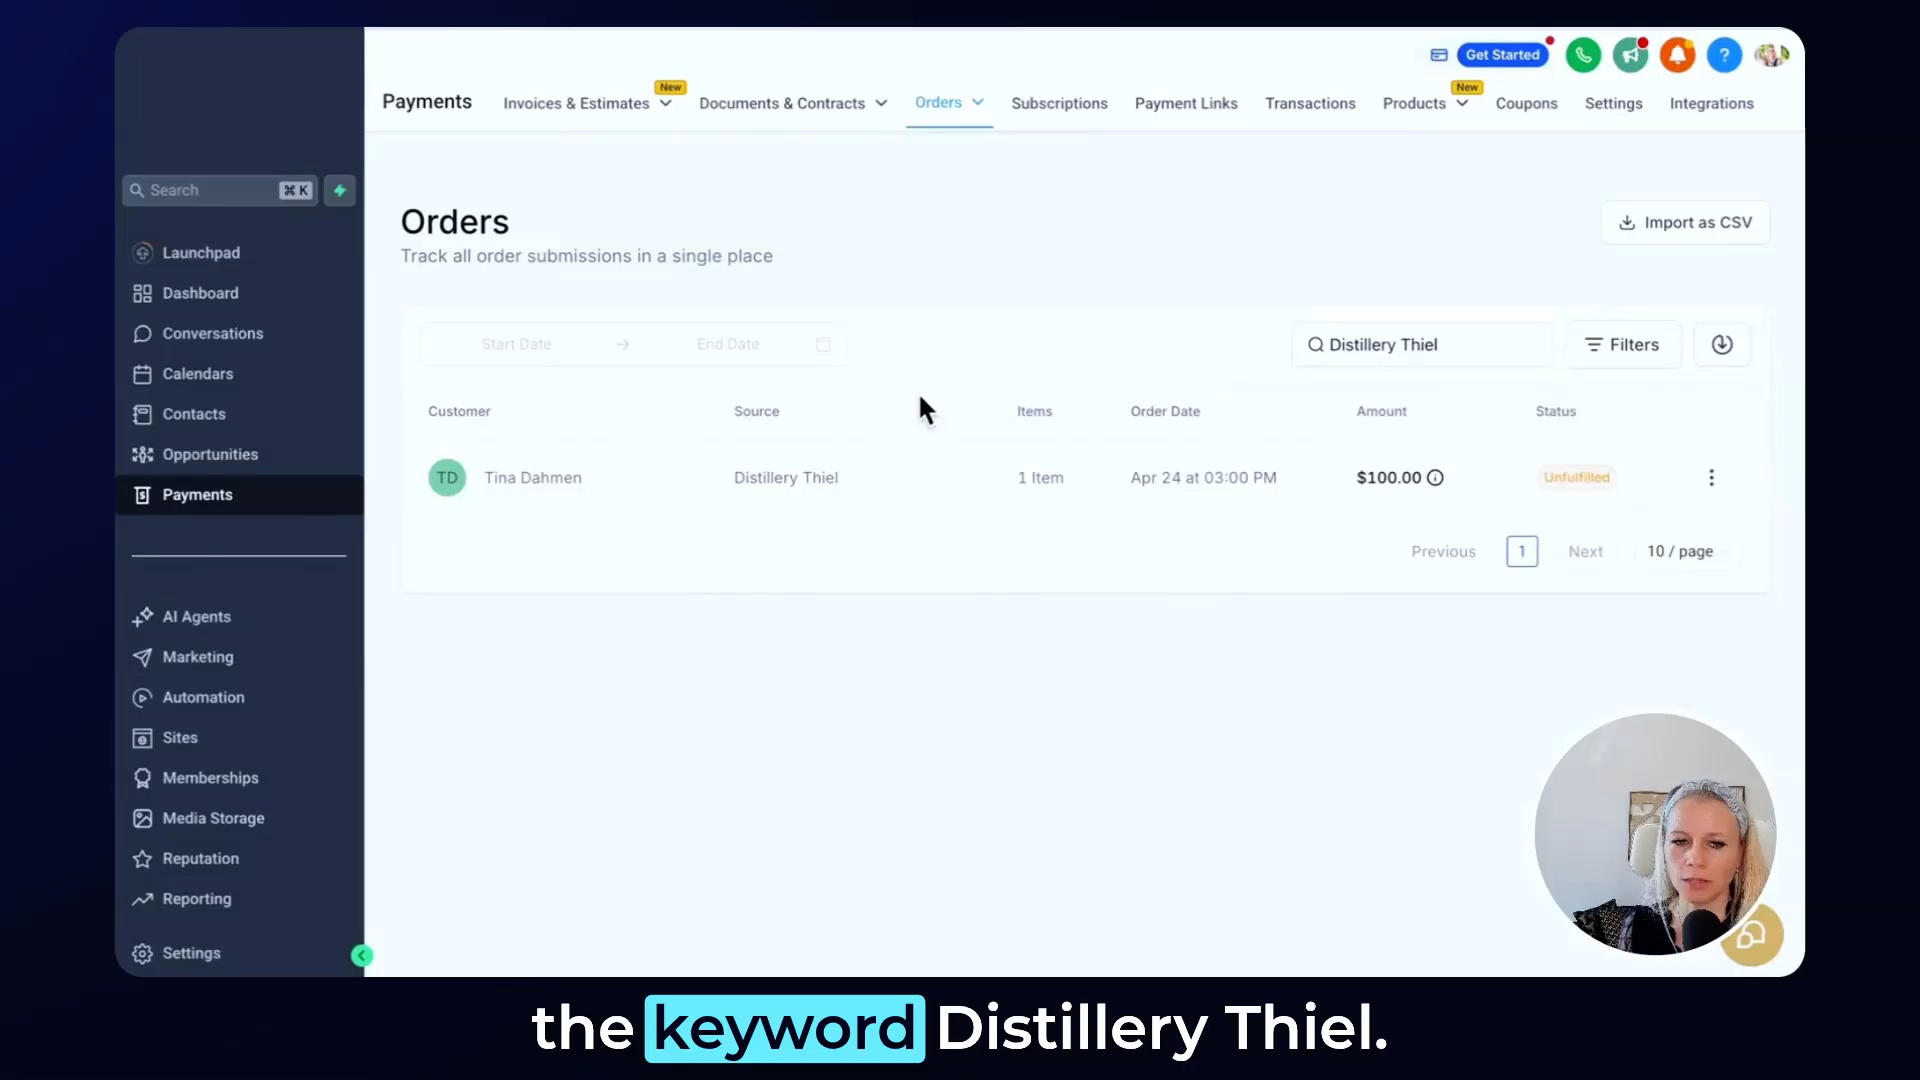 Get Started
?
Payments
Invoices & Estimates
New
Documents & Contracts
Orders
Subscriptions
Payment Links
Transactions
Products
New
Coupons
Settings
Integrations
Search
⌘ K
Launchpad
Dashboard
Conversations
Calendars
Contacts
Opportunities
Payments
AI Agents
Marketing
Automation
Sites
Memberships
Media Storage
Reputation
Reporting
Settings
Orders
Track all order submissions in a single place
Import as CSV
Start Date
End Date
Distillery Thiel
Filters
Customer Source Items Order Date Amount Status
TD Tina Dahmen Distillery Thiel 1 Item Apr 24 at 03:00 PM $100.00 Unfulfilled
Previous 1 Next 10 / page
the keyword Distillery Thiel.